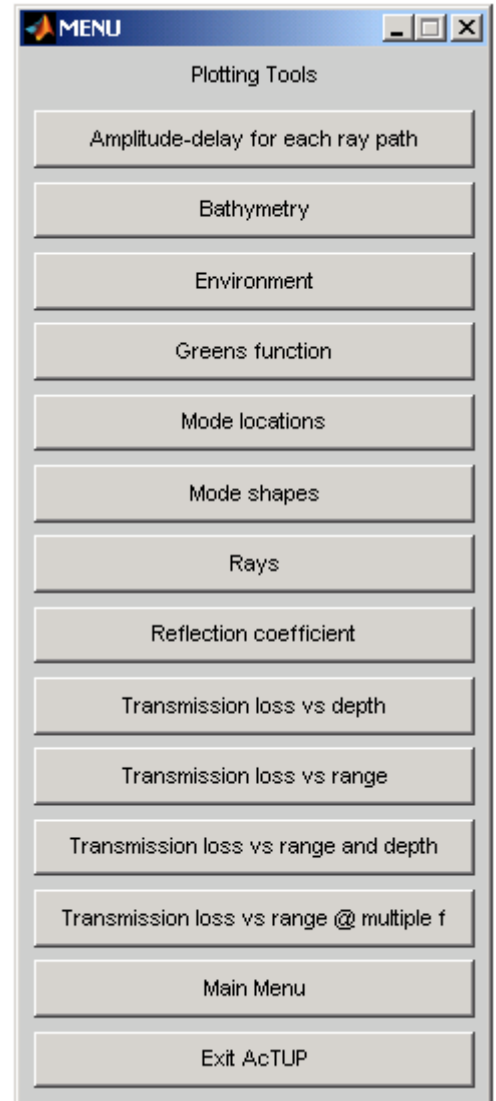 MENU
Plotting Tools
Amplitude-delay for each ray path
Bathymetry
Environment
Greens function
Mode locations
Mode shapes
Rays
Reflection coefficient
Transmission loss vs depth
Transmission loss vs range
Transmission loss vs range and depth
Transmission loss vs range @ multiple f
Main Menu
Exit AcTUP